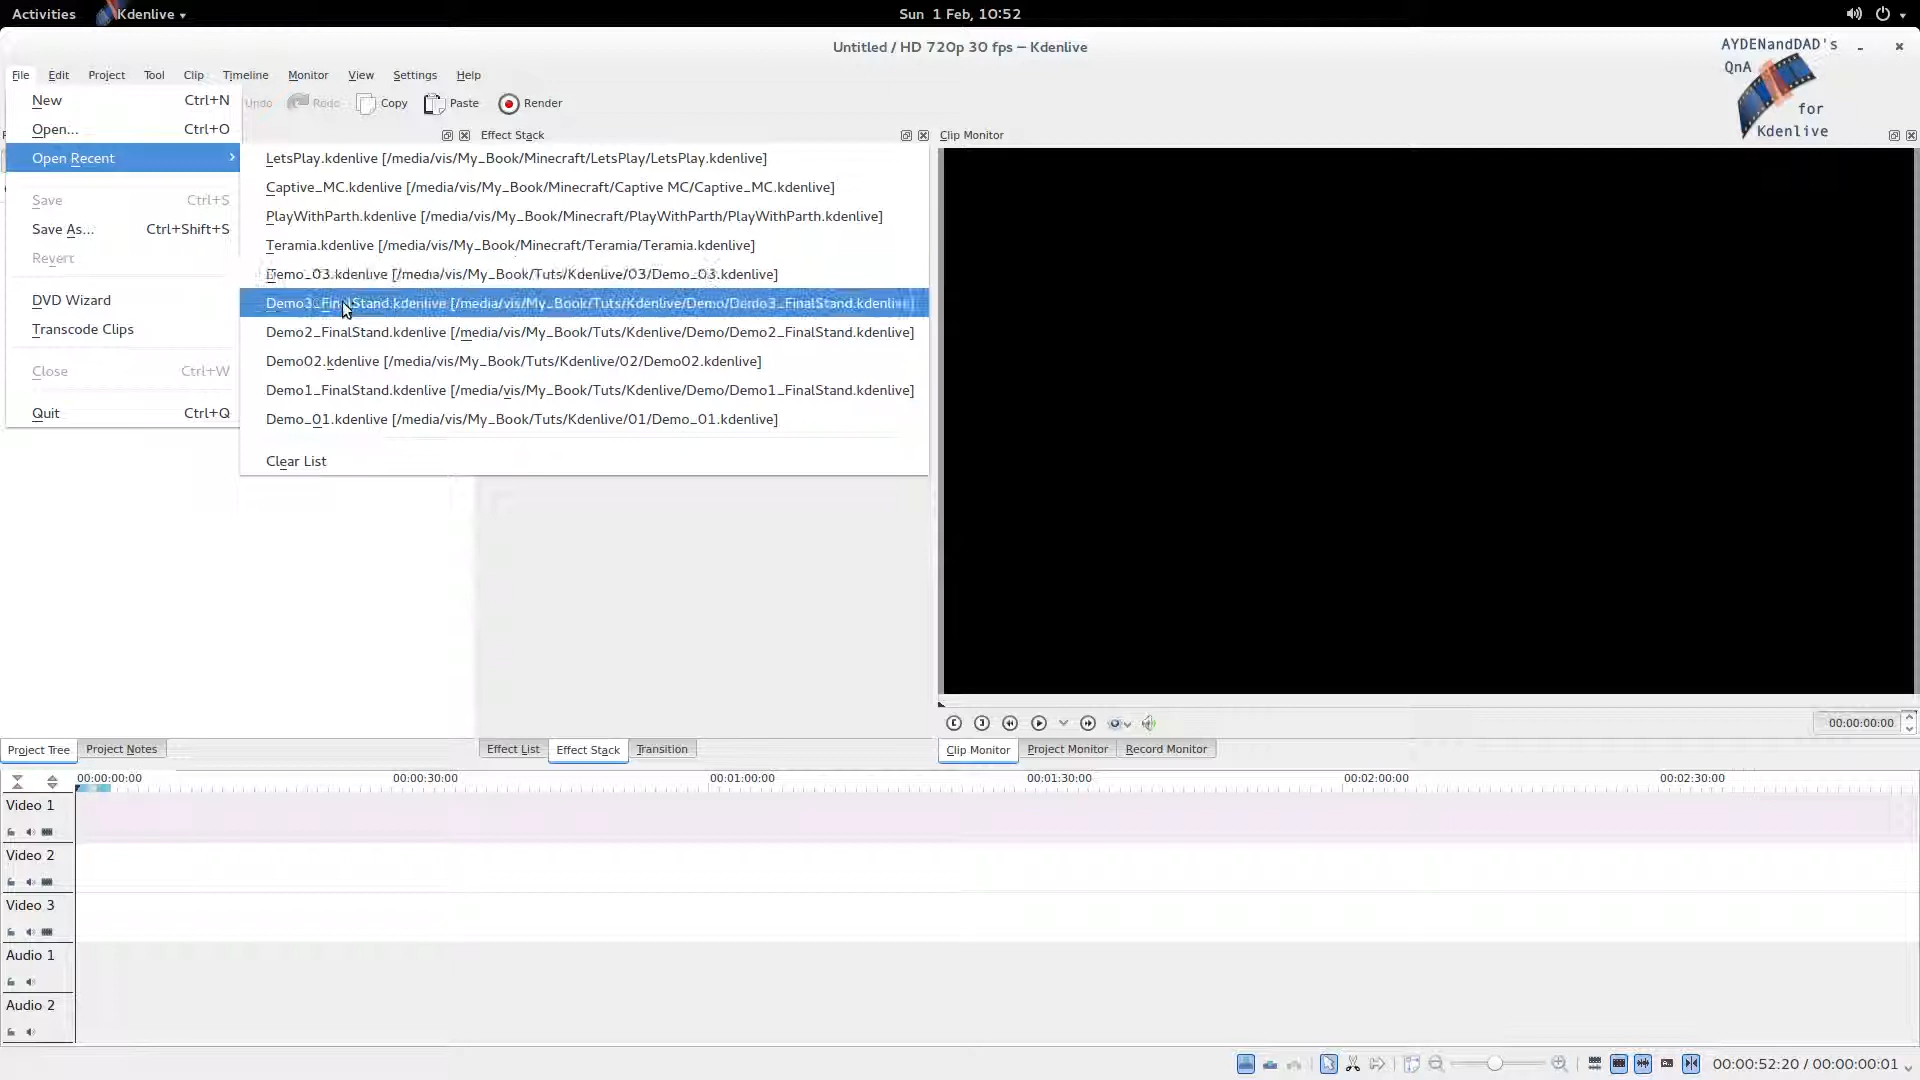 Activities
Kdenlive
Sun 1 Feb, 10:52
Untitled / HD 720p 30 fps – Kdenlive
AYDENandDAD's
QnA
for
Kdenlive
File Edit Project Tool Clip Timeline Monitor View Settings Help
Undo Redo Copy Paste Render
New Ctrl+N
Open... Ctrl+O
Open Recent
Save Ctrl+S
Save As... Ctrl+Shift+S
Revert
DVD Wizard
Transcode Clips
Close Ctrl+W
Quit Ctrl+Q
Effect Stack
Clip Monitor
LetsPlay.kdenlive [/media/vis/My_Book/Minecraft/LetsPlay/LetsPlay.kdenlive]
Captive_MC.kdenlive [/media/vis/My_Book/Minecraft/Captive MC/Captive_MC.kdenlive]
PlayWithParth.kdenlive [/media/vis/My_Book/Minecraft/PlayWithParth/PlayWithParth.kdenlive]
Teramia.kdenlive [/media/vis/My_Book/Minecraft/Teramia/Teramia.kdenlive]
Demo_03.kdenlive [/media/vis/My_Book/Tuts/Kdenlive/03/Demo_03.kdenlive]
Demo3_FinalStand.kdenlive [/media/vis/My_Book/Tuts/Kdenlive/Demo/Demo3_FinalStand.kdenlive]
Demo2_FinalStand.kdenlive [/media/vis/My_Book/Tuts/Kdenlive/Demo/Demo2_FinalStand.kdenlive]
Demo02.kdenlive [/media/vis/My_Book/Tuts/Kdenlive/02/Demo02.kdenlive]
Demo1_FinalStand.kdenlive [/media/vis/My_Book/Tuts/Kdenlive/Demo/Demo1_FinalStand.kdenlive]
Demo_01.kdenlive [/media/vis/My_Book/Tuts/Kdenlive/01/Demo_01.kdenlive]
Clear List
00:00:00:00
Project Tree Project Notes
Effect List Effect Stack Transition
Clip Monitor Project Monitor Record Monitor
00:00:00:00 00:00:30:00 00:01:00:00 00:01:30:00 00:02:00:00 00:02:30:00
Video 1
Video 2
Video 3
Audio 1
Audio 2
00:00:52:20 / 00:00:00:01